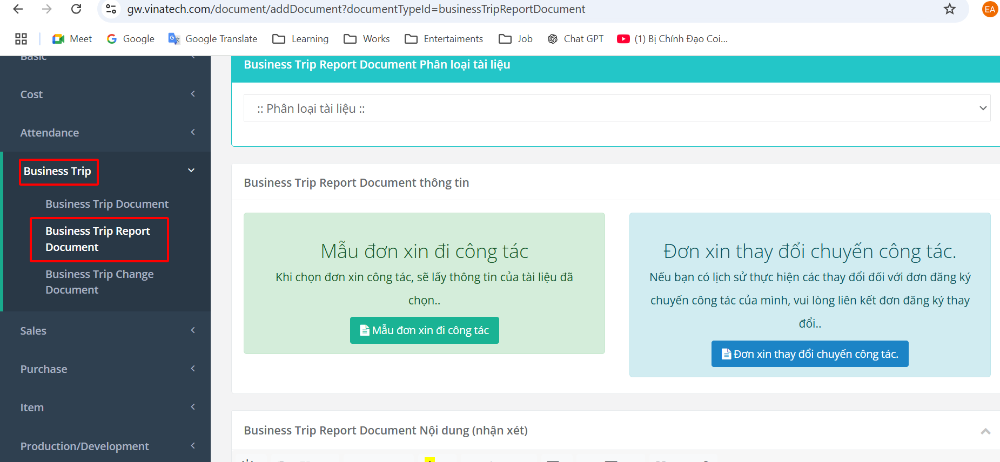 gw.vinatech.com/document/addDocument?documentTypeId=businessTripReportDocument
EA
Meet
Google
Google Translate
Learning
Works
Entertaiments
Job
Chat GPT
(1) Bị Chính Đạo Coi...
Basic
Cost
Attendance
Business Trip
Business Trip Document
Business Trip Report
Document
Business Trip Change
Document
Sales
Purchase
Item
Production/Development
Business Trip Report Document Phân loại tài liệu
:: Phân loại tài liệu ::
Business Trip Report Document thông tin
Mẫu đơn xin đi công tác
Khi chọn đơn xin công tác, sẽ lấy thông tin của tài liệu đã
chọn..
Mẫu đơn xin đi công tác
Đơn xin thay đổi chuyến công tác.
Nếu bạn có lịch sử thực hiện các thay đổi đối với đơn đăng ký
chuyến công tác của mình, vui lòng liên kết đơn đăng ký thay
đổi..
Đơn xin thay đổi chuyến công tác.
Business Trip Report Document Nội dung (nhận xét)